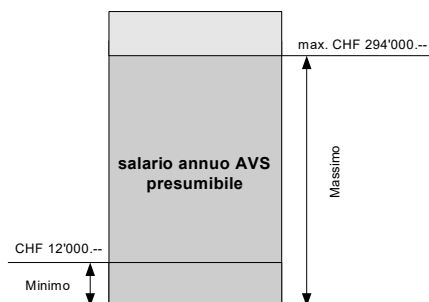 max. CHF 294'000.--
salario annuo AVS
presumibile
Massimo
CHF 12'000.--
Minimo